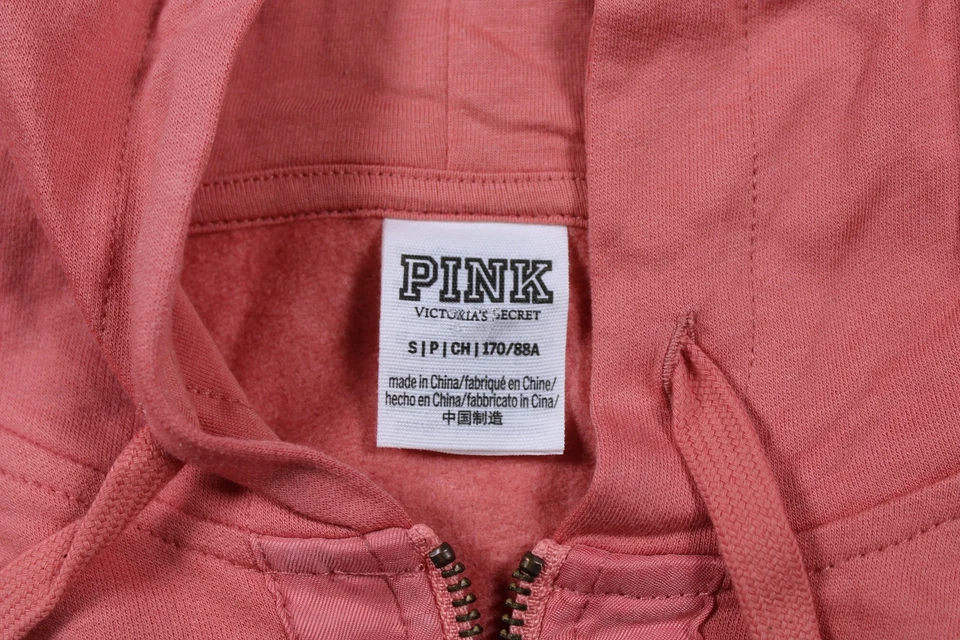 PINK
VICTORIA'S SECRET
S|P|CH|170/88A
made in China/fabriqué en Chine/
hecho en China/fabbricato in Cina/
中国制造